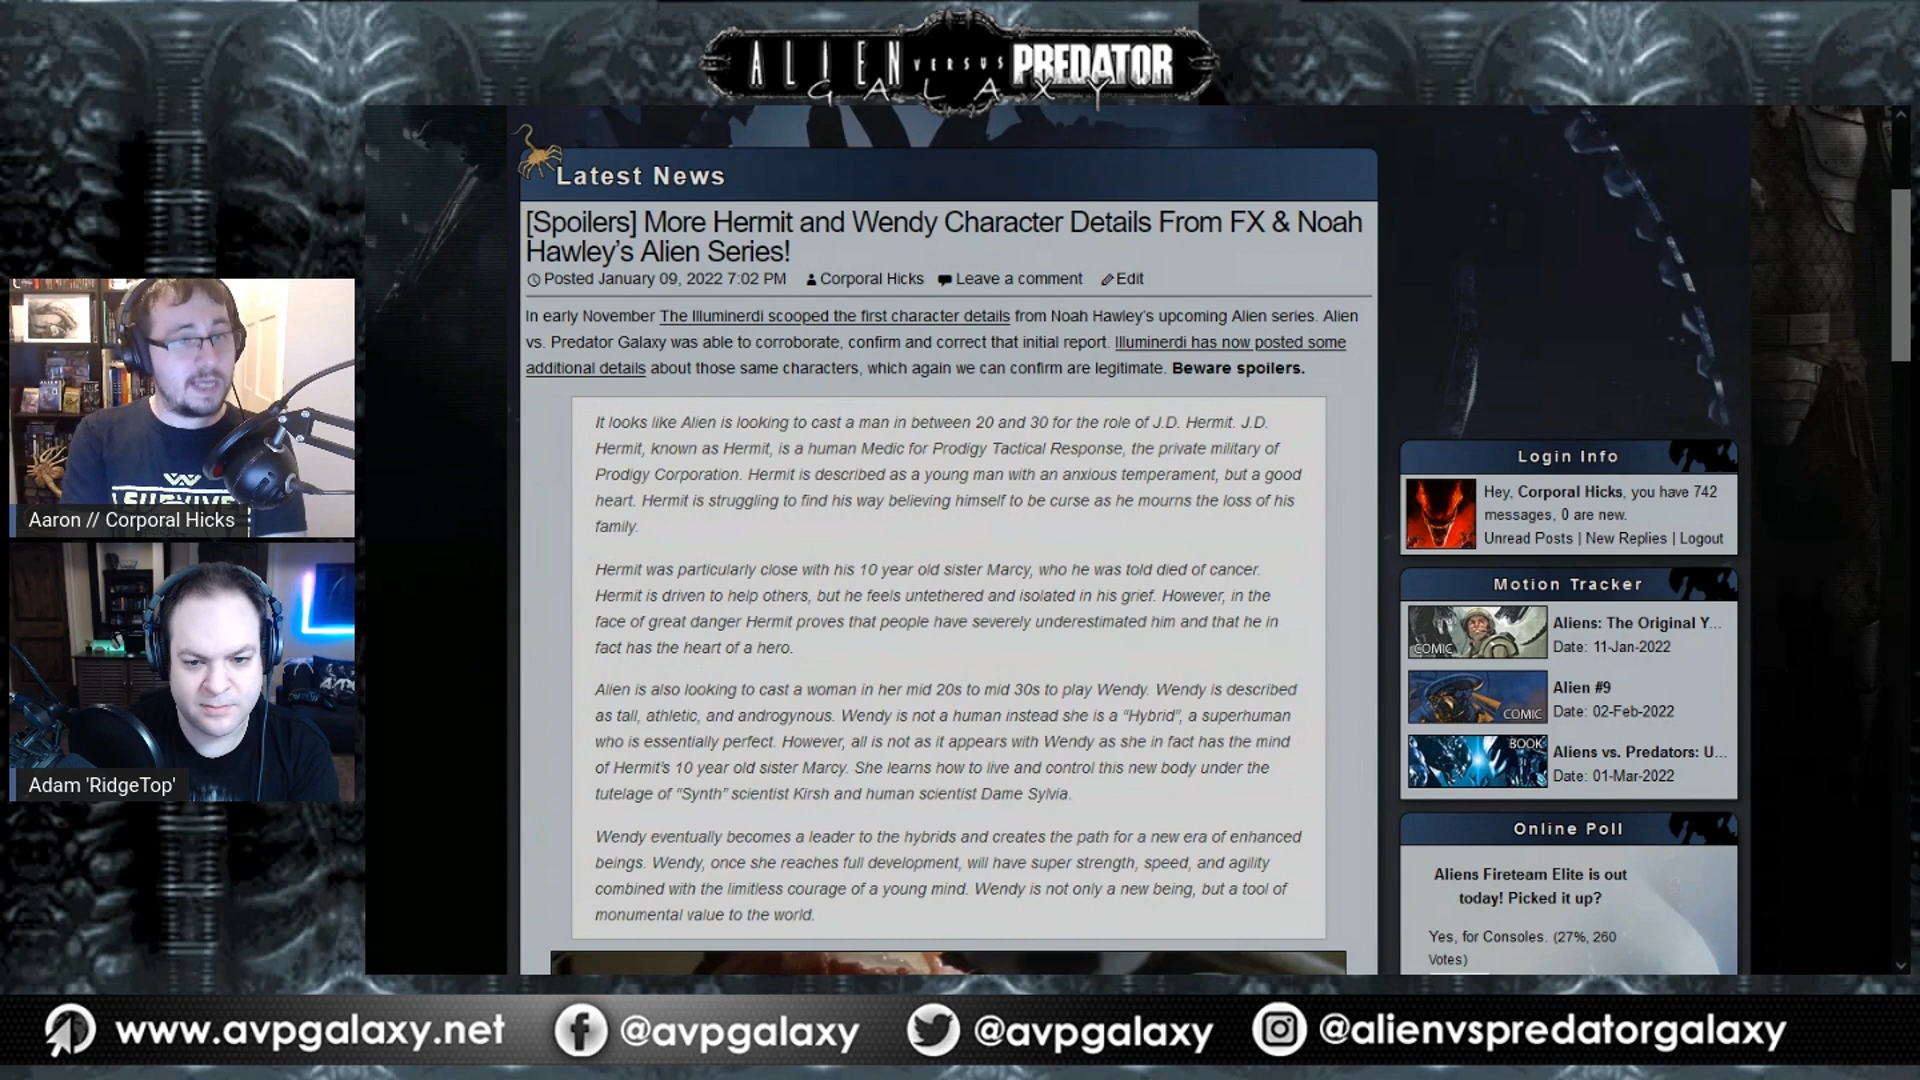 ALIEN VERSUS PREDATOR
GALAXY
Latest News
[Spoilers] More Hermit and Wendy Character Details From FX & Noah
Hawley's Alien Series!
Posted January 09, 2022 7:02 PM Corporal Hicks Leave a comment Edit
In early November The Illuminerdi scooped the first character details from Noah Hawley's upcoming Alien series. Alien
vs. Predator Galaxy was able to corroborate, confirm and correct that initial report. Illuminerdi has now posted some
additional details about those same characters, which again we can confirm are legitimate. Beware spoilers.
It looks like Alien is looking to cast a man in between 20 and 30 for the role of J.D. Hermit. J.D.
Hermit, known as Hermit, is a human Medic for Prodigy Tactical Response, the private military of
Prodigy Corporation. Hermit is described as a young man with an anxious temperament, but a good
heart. Hermit is struggling to find his way believing himself to be curse as he mourns the loss of his
family.
Hermit was particularly close with his 10 year old sister Marcy, who he was told died of cancer.
Hermit is driven to help others, but he feels untethered and isolated in his grief. However, in the
face of great danger Hermit proves that people have severely underestimated him and that he in
fact has the heart of a hero.
Alien is also looking to cast a woman in her mid 20s to mid 30s to play Wendy. Wendy is described
as tall, athletic, and androgynous. Wendy is not a human instead she is a "Hybrid", a superhuman
who is essentially perfect. However, all is not as it appears with Wendy as she in fact has the mind
of Hermit's 10 year old sister Marcy. She learns how to live and control this new body under the
tutelage of "Synth" scientist Kirsh and human scientist Dame Sylvia.
Wendy eventually becomes a leader to the hybrids and creates the path for a new era of enhanced
beings. Wendy, once she reaches full development, will have super strength, speed, and agility
combined with the limitless courage of a young mind. Wendy is not only a new being, but a tool of
monumental value to the world.
Login Info
Hey, Corporal Hicks, you have 742
messages, 0 are new.
Unread Posts | New Replies | Logout
Motion Tracker
COMIC
Aliens: The Original Y...
Date: 11-Jan-2022
COMIC
Alien #9
Date: 02-Feb-2022
BOOK
Aliens vs. Predators: U...
Date: 01-Mar-2022
Online Poll
Aliens Fireteam Elite is out
today! Picked it up?
Yes, for Consoles. (27%, 260
Votes)
Aaron // Corporal Hicks
Adam 'RidgeTop'
www.avpgalaxy.net
@avpgalaxy
@avpgalaxy
@alienvspredatorgalaxy